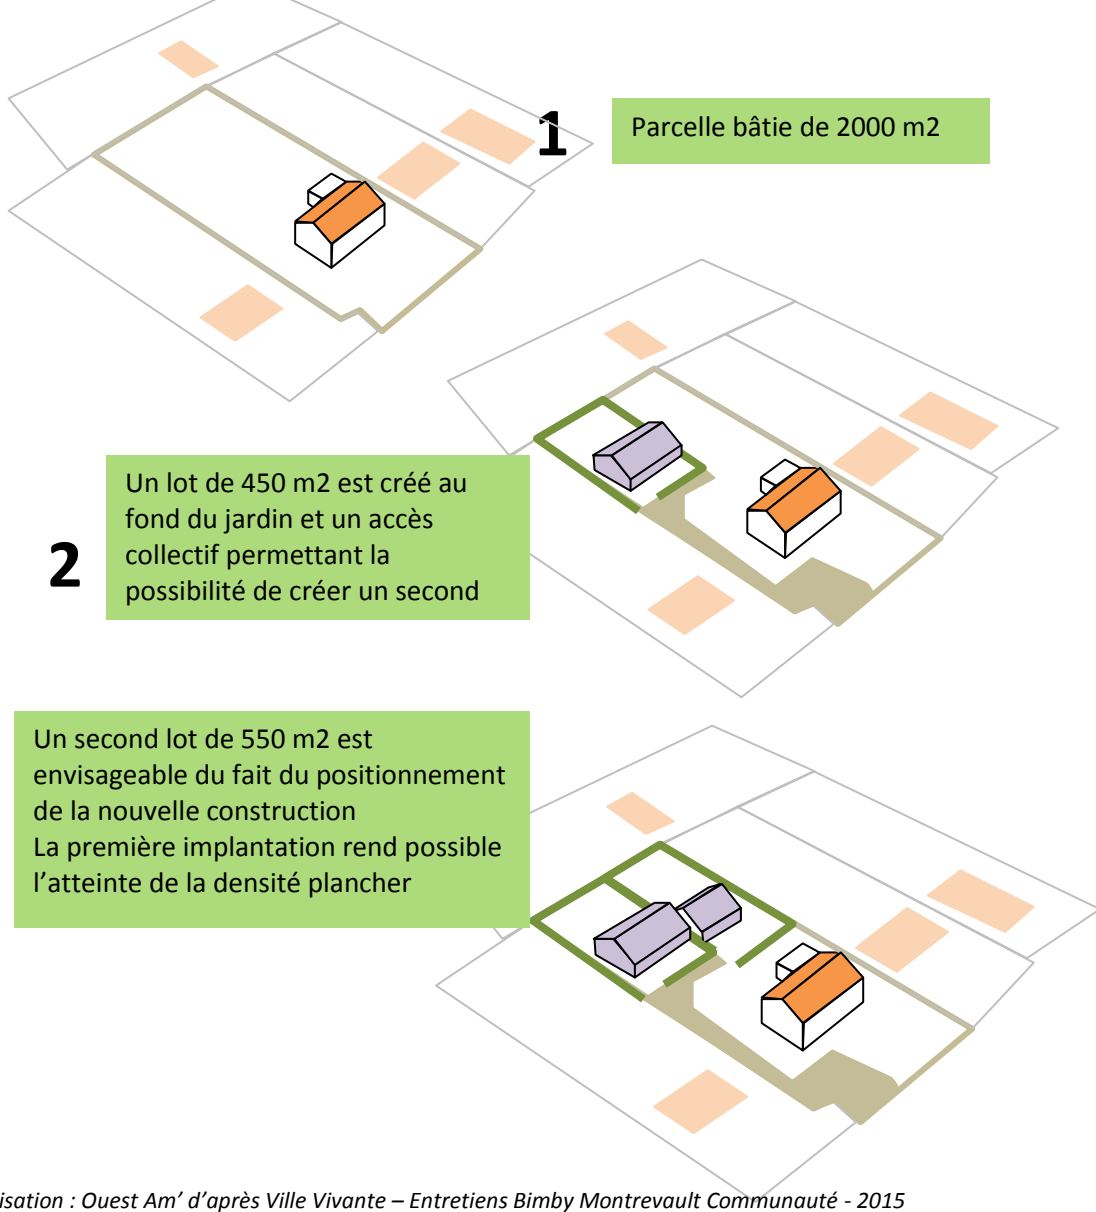 1
Parcelle bâtie de 2000 m2
2
Un lot de 450 m2 est créé au
fond du jardin et un accès
collectif permettant la
possibilité de créer un second
Un second lot de 550 m2 est
envisageable du fait du positionnement
de la nouvelle construction
La première implantation rend possible
l’atteinte de la densité plancher
isation : Ouest Am’ d’après Ville Vivante – Entretiens Bimby Montrevault Communauté - 2015